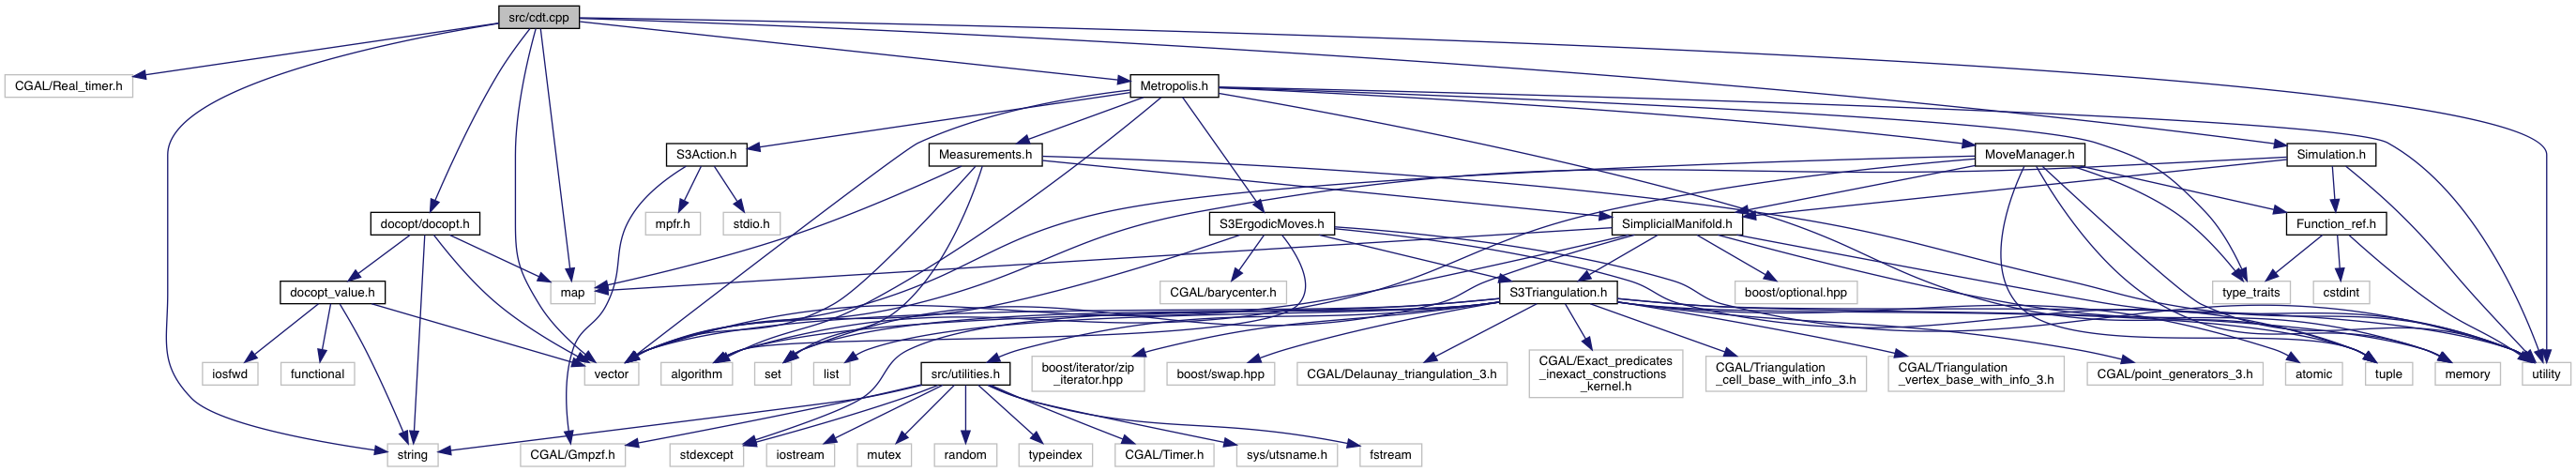 src/cdt.cpp
CGAL/Real_timer.h
Metropolis.h
S3Action.h
Measurements.h
MoveManager.h
Simulation.h
mpfr.h
stdio.h
docopt/docopt.h
S3ErgodicMoves.h
SimplicialManifold.h
Function_ref.h
docopt_value.h
map
CGAL/barycenter.h
S3Triangulation.h
boost/optional.hpp
type_traits
cstdint
iosfwd
functional
vector
algorithm
set
list
src/utilities.h
boost/iterator/zip
_iterator.hpp
boost/swap.hpp
CGAL/Delaunay_triangulation_3.h
CGAL/Exact_predicates
_inexact_constructions
_kernel.h
CGAL/Triangulation
_cell_base_with_info_3.h
CGAL/Triangulation
_vertex_base_with_info_3.h
CGAL/point_generators_3.h
atomic
tuple
memory
utility
string
CGAL/Gmpzf.h
stdexcept
iostream
mutex
random
typeindex
CGAL/Timer.h
sys/utsname.h
fstream